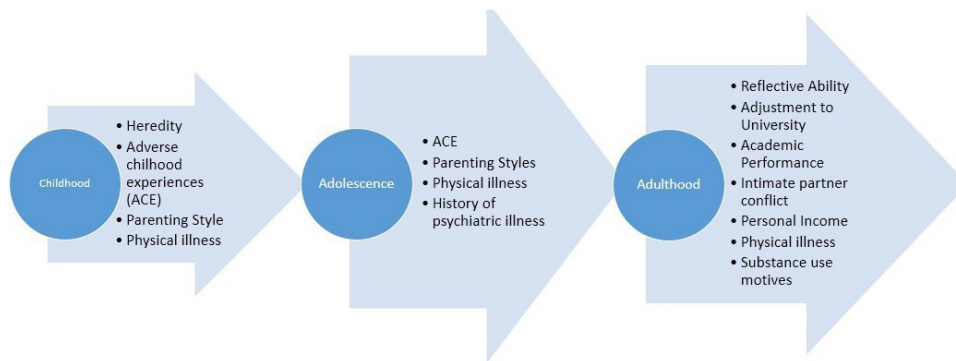 Childhood
• Heredity
• Adverse
chilhood
experiences
(ACE)
• Parenting Style
• Physical illness
Adolescence
• ACE
• Parenting Styles
• Physical illness
• History of
psychiatric illness
Adulthood
• Reflective Ability
• Adjustment to
University
• Academic
Performance
• Intimate partner
conflict
• Personal Income
• Physical illness
• Substance use
motives